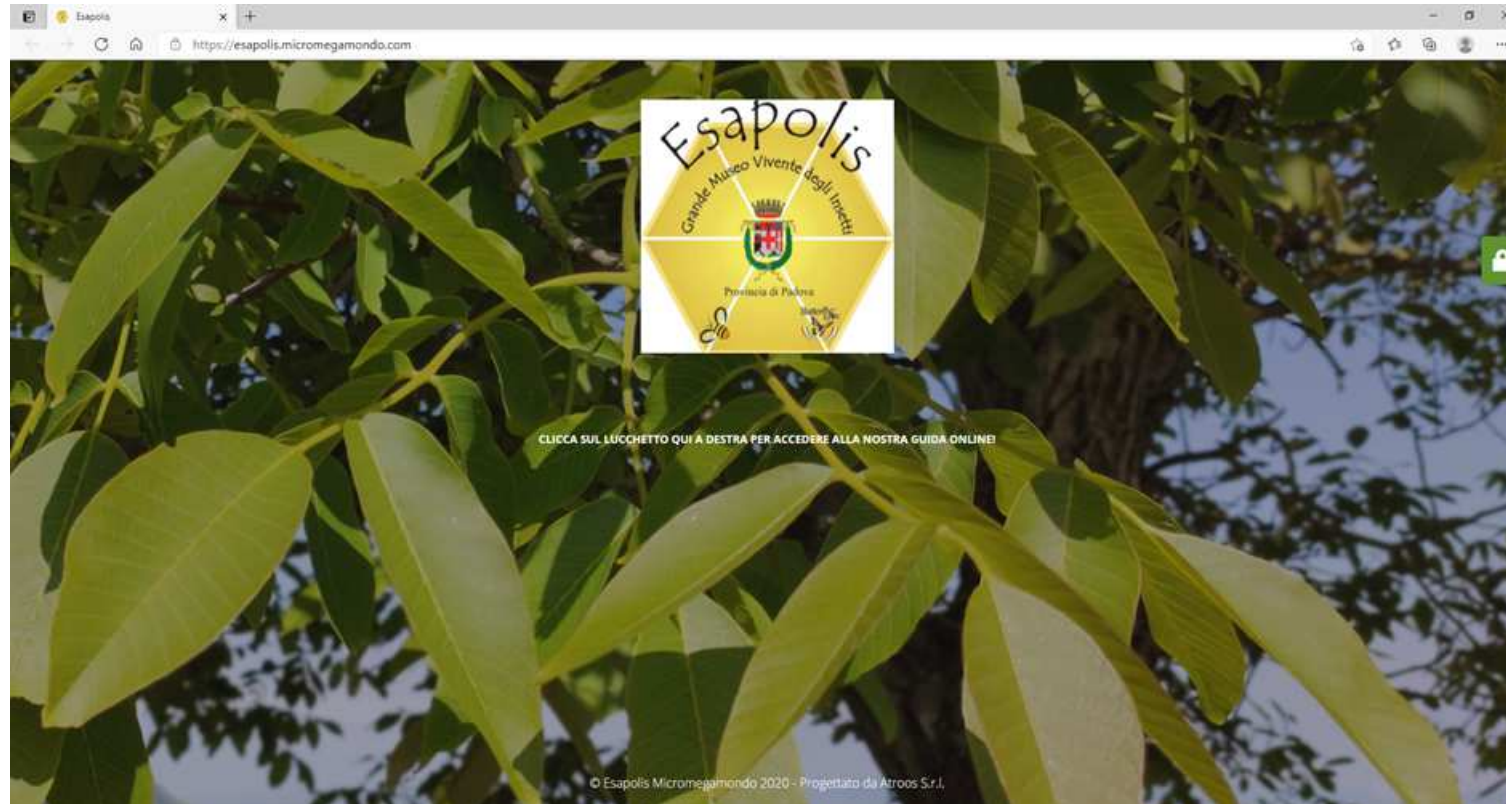 Esapolis
https://esapolis.micromegamondo.com
Esapolis
Grande Museo Vivente degli Insetti
Provincia di Padova
CLICCA SUL LUCCHETTO QUI A DESTRA PER ACCEDERE ALLA NOSTRA GUIDA ONLINE!
© Esapolis Micromegamondo 2020 - Progettato da Atroos S.r.l.